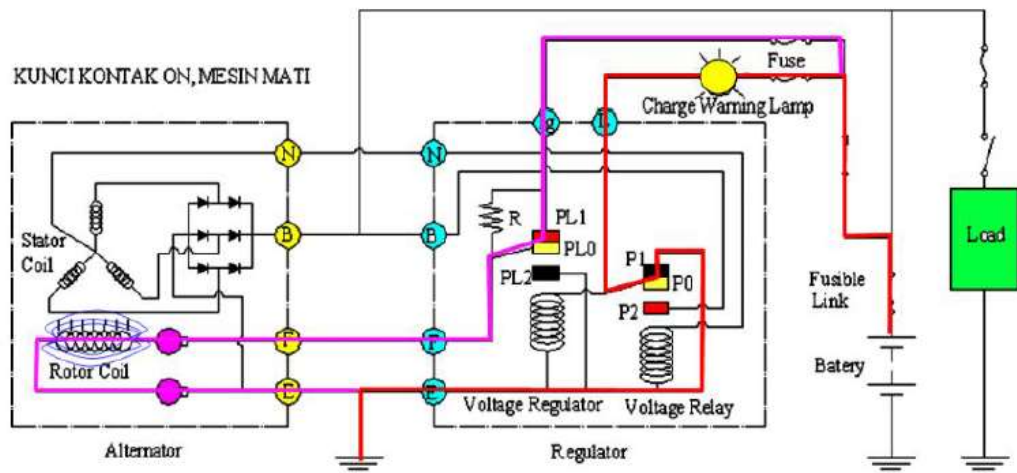 KUNCI KONTAK ON, MESIN MATI
Fuse
Charge Warning Lamp
Ig
L
N
N
Stator
Coil
R
PL1
PL0
PL2
B
B
P1
P0
P2
Load
Fusible
Link
F
F
Rotor Coil
E
E
Batery
Voltage Regulator
Voltage Relay
Alternator
Regulator